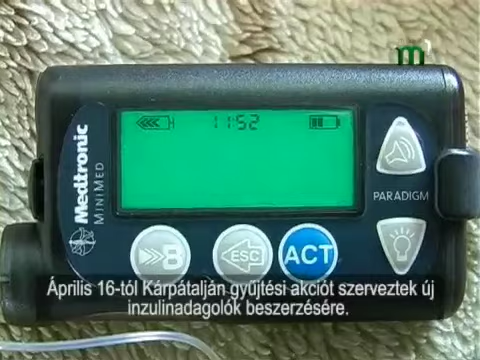 m
11:52
Medtronic
MINIMED
PARADIGM
B
ESC
ACT
Április 16-tól Kárpátalján gyűjtési akciót szerveztek új
inzulinadagolók beszerzésére.